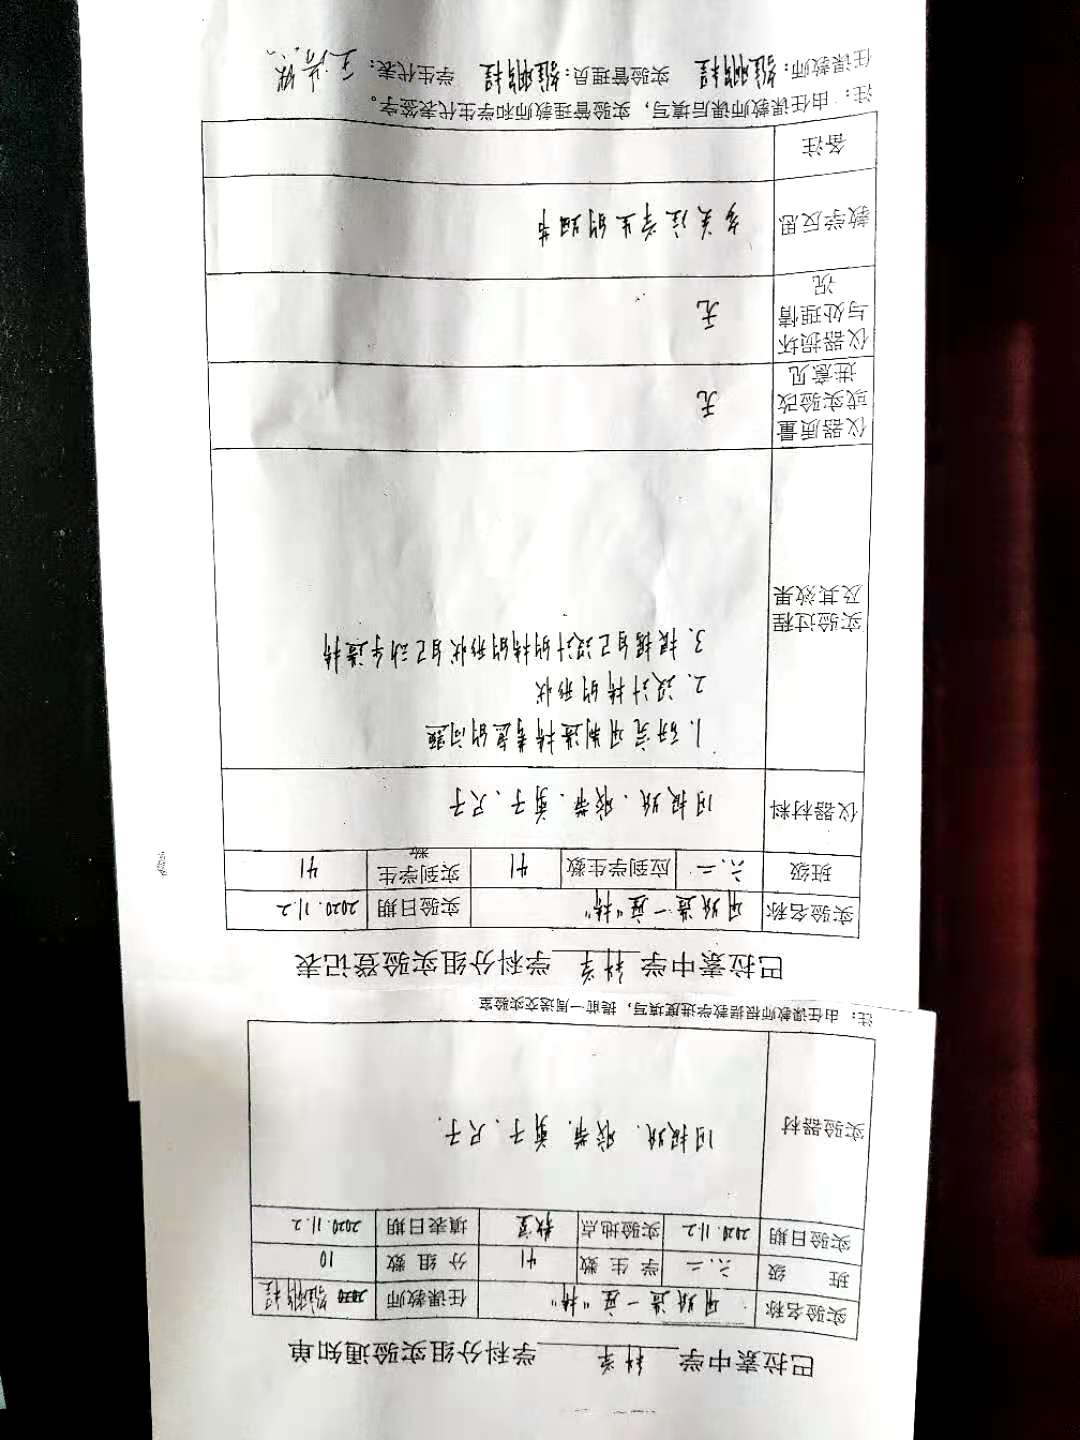 巴拉素中学 科学 学科分组实验通知单
实验名称 用纸造一座“桥” 任课教师
班级 六.二 学生数 41 分组数 10
实验日期 2020.11.2 实验地点 教室 填表日期 2020.11.2
实验器材 旧报纸、胶带、剪子、尺子.
注：由任课教师根据教学进度填写，提前一周送交实验室
巴拉素中学 科学 学科分组实验登记表
实验名称 用纸造一座“桥” 实验日期 2020.11.2
班级 六.二 应到学生数 41 实到学生数 41
仪器材料 旧报纸、胶带、剪子、尺子
实验过程及其效果
1.研究用制造桥考虑的问题
2.设计桥的形状
3.根据自己设计的桥的形状自己动手造桥
仪器质量或实验改进意见 无
仪器损坏与处理情况 无
教学反思 多关注学生的细节
备注
注：由任课教师课后填写，实验管理教师和学生代表签字。
任课教师： 实验管理员： 学生代表：